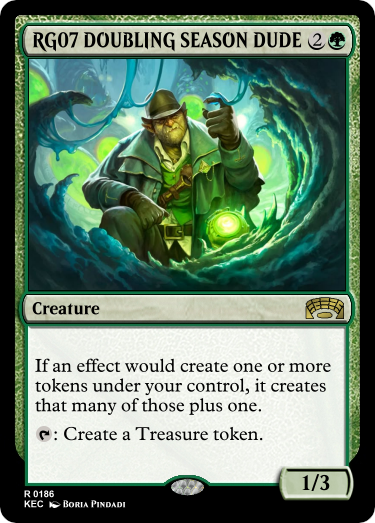 RG07 DOUBLING SEASON DUDE 2
Creature
If an effect would create one or more
tokens under your control, it creates
that many of those plus one.
: Create a Treasure token.
1/3
R 0186
KEC Boria Pindadi